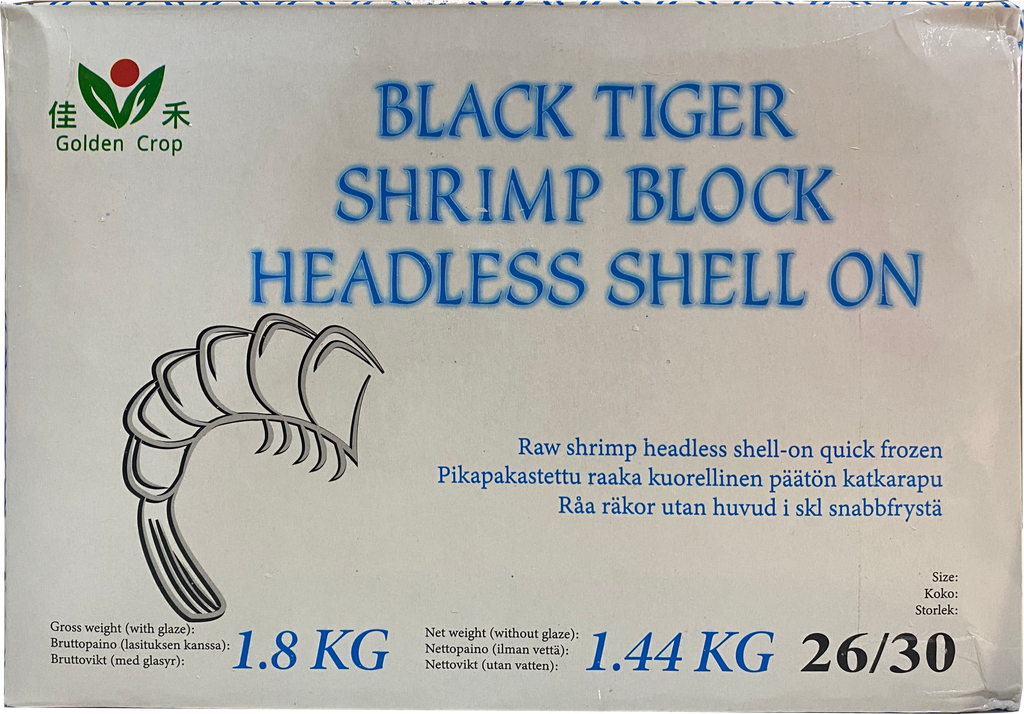 佳 禾
Golden Crop
BLACK TIGER
SHRIMP BLOCK
HEADLESS SHELL ON
Raw shrimp headless shell-on quick frozen
Pikapakastettu raaka kuorellinen päätön katkarapu
Råa räkor utan huvud i skl snabbfrystä
Size:
Koko:
Storlek:
26/30
Gross weight (with glaze):
Bruttopaino (lasituksen kanssa):
Bruttovikt (med glasyr):
1.8 KG
Net weight (without glaze):
Nettopaino (ilman vettä):
Nettovikt (utan vatten):
1.44 KG